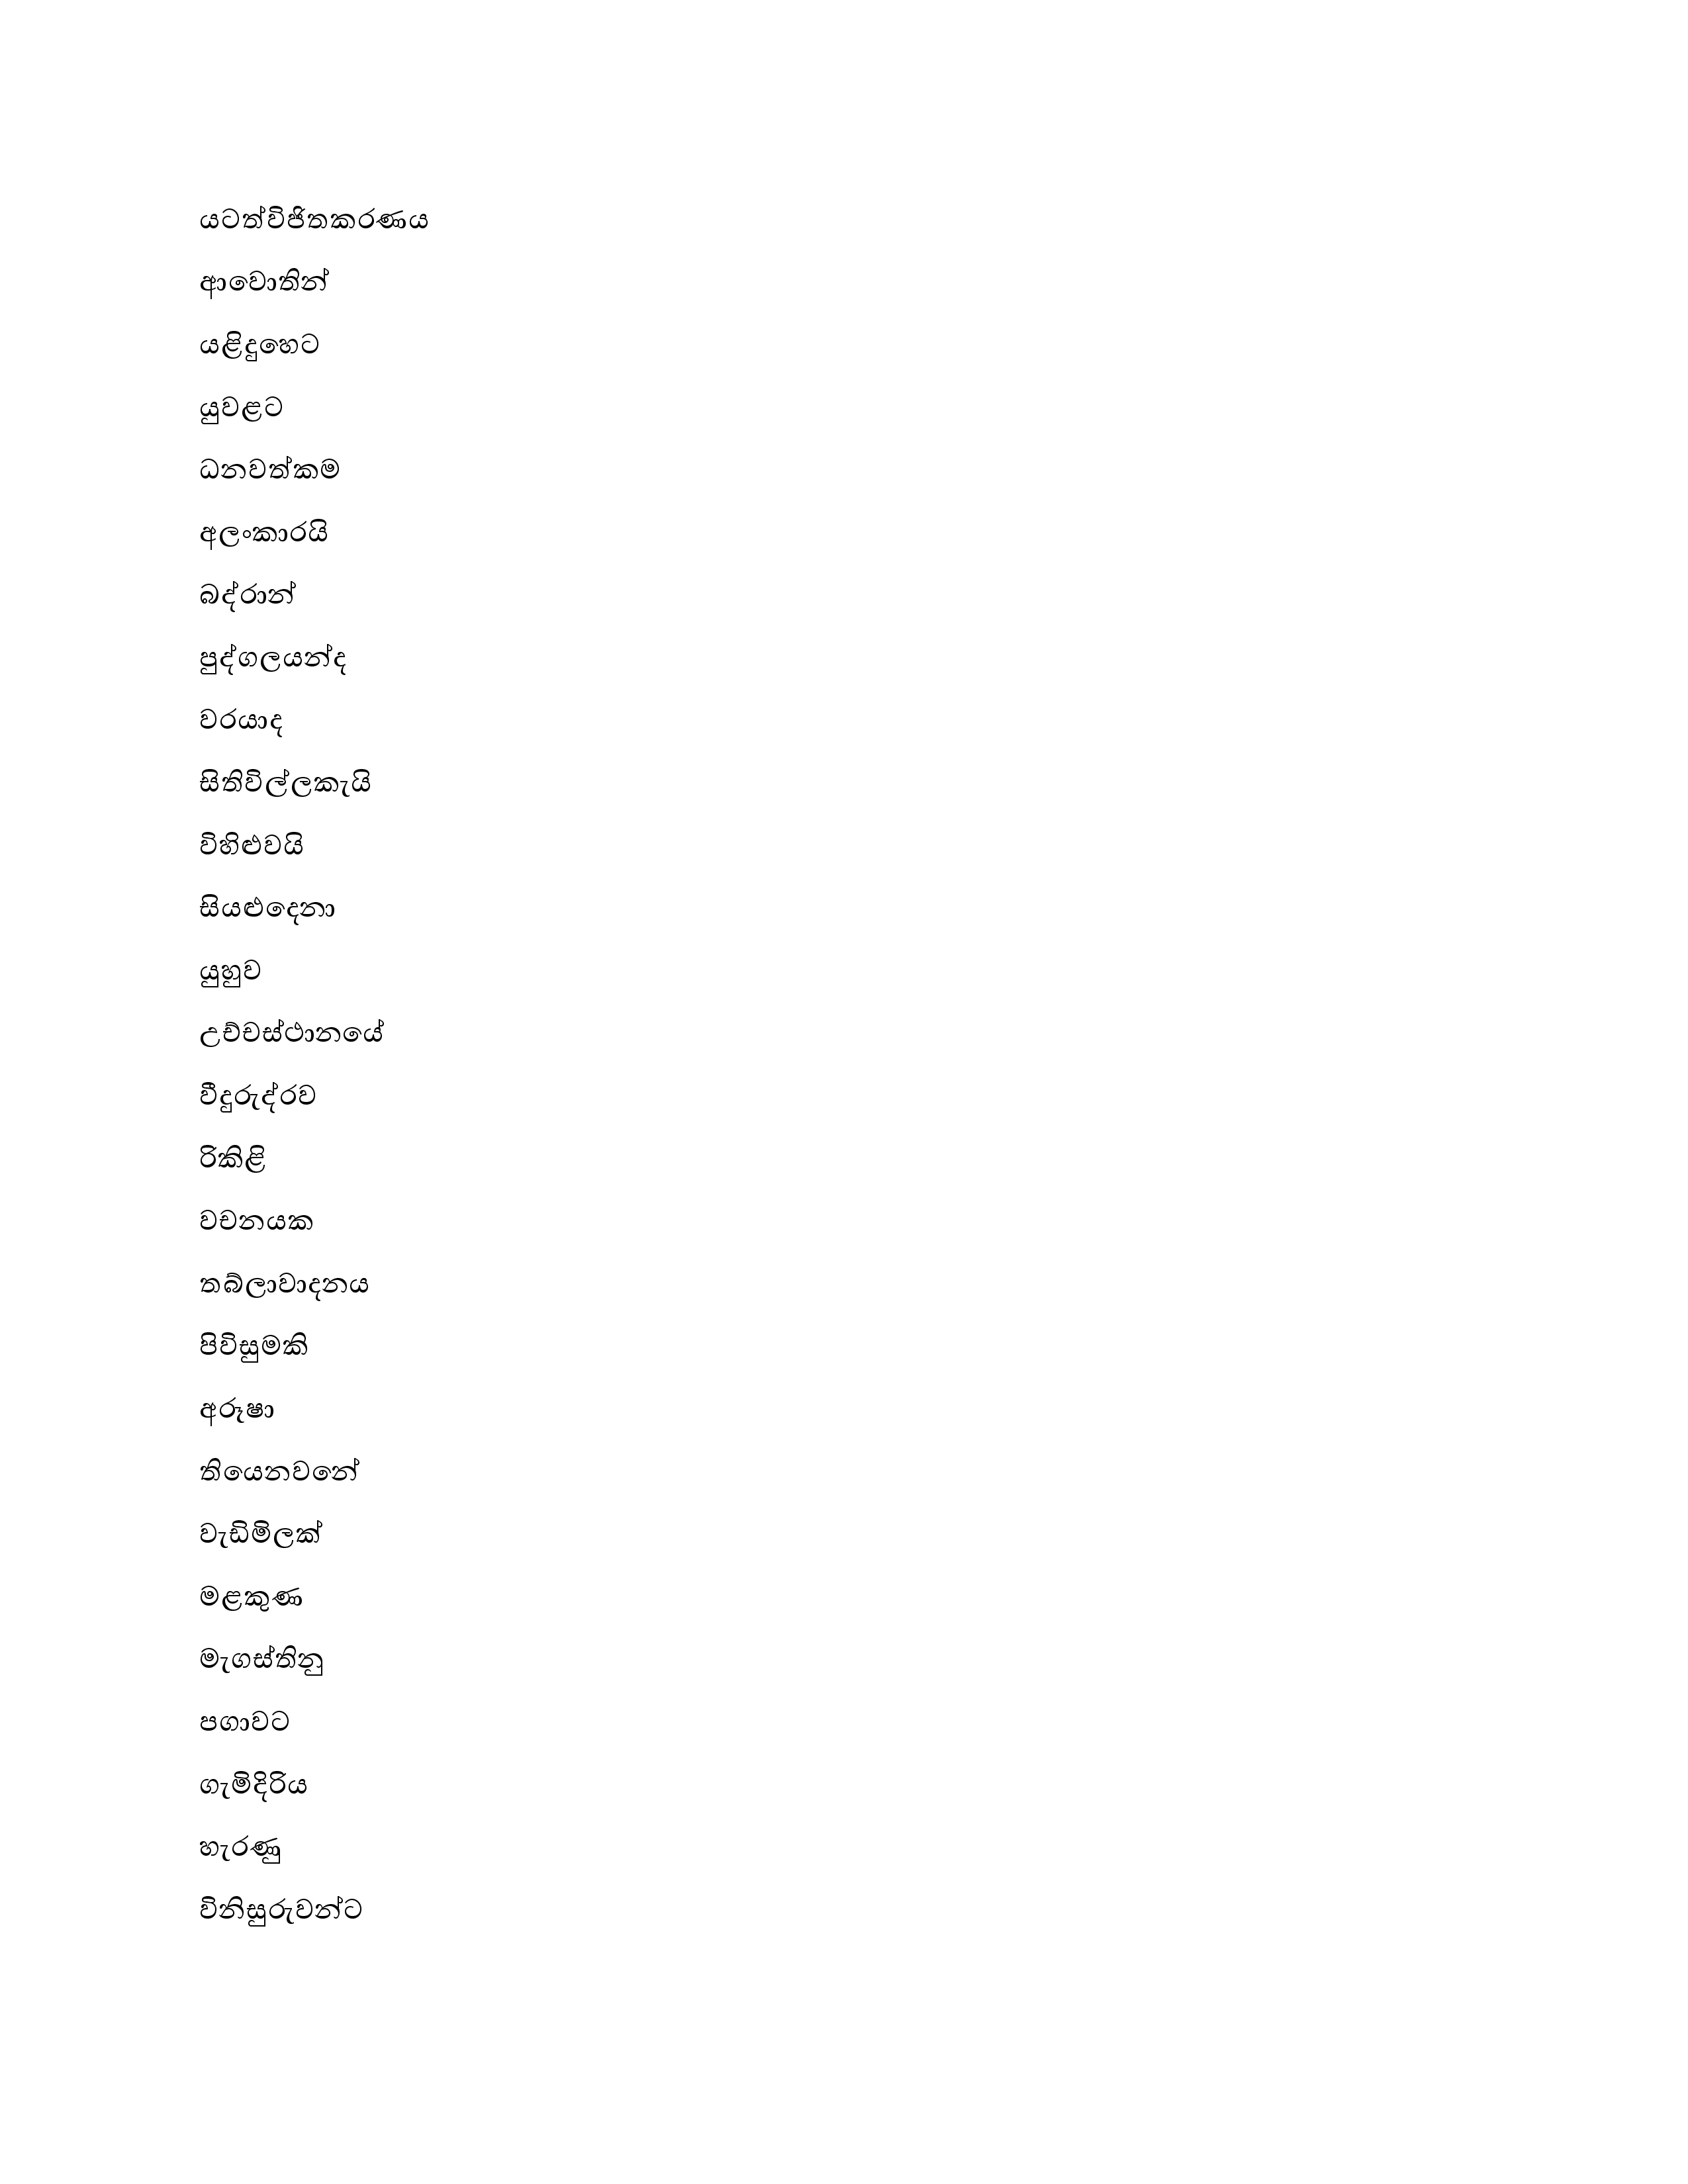 යටත්විජිතකරණය
ආවොතින්
යළිදුහෙට
යුවළට
ධනවත්කම
අලංකාරයි
බද්රාන්
පුද්ගලයන්ද
වරයාද
සිතිවිල්ලකැයි
විහිළුවයි
සියළුදෙනා
යුහුව
උච්චස්ථානයේ
වීදුරුද්රව
රිකිළි
වචනයක
තබ්ලාවාදනය
පිවිසුමකි
අරූෂා
තියෙනවනේ
වැඩිමිලක්
මළකුණ
මැගස්තිනු
පගාවට
ගැමිදිරිය
හැරණු
විනිසුරුවන්ට